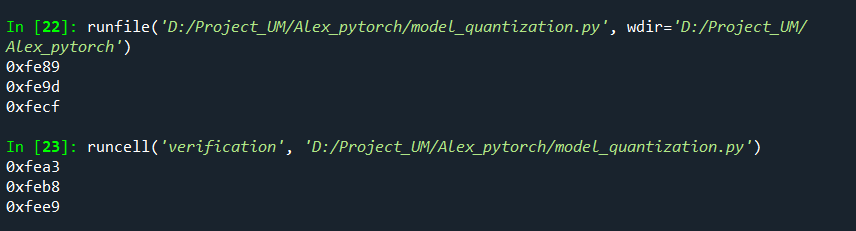 In [22]: runfile('D:/Project_UM/Alex_pytorch/model_quantization.py', wdir='D:/Project_UM/
Alex_pytorch')
0xfe89
0xfe9d
0xfecf
In [23]: runcell('verification', 'D:/Project_UM/Alex_pytorch/model_quantization.py')
0xfea3
0xfeb8
0xfee9